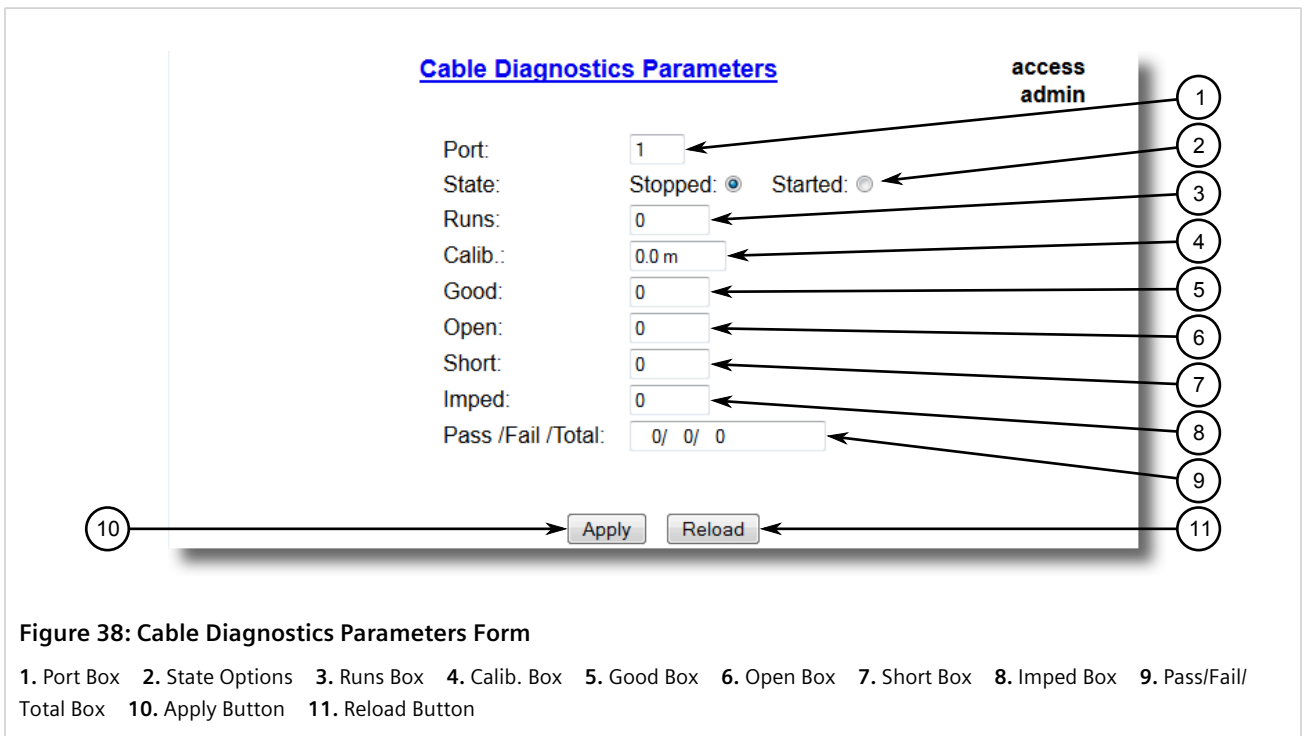 Cable Diagnostics Parameters
access
admin
Port: 1
State: Stopped: Started:
Runs: 0
Calib.: 0.0 m
Good: 0
Open: 0
Short: 0
Imped: 0
Pass /Fail /Total: 0/ 0/ 0
Apply Reload
1
2
3
4
5
6
7
8
9
10
11
Figure 38: Cable Diagnostics Parameters Form
1. Port Box 2. State Options 3. Runs Box 4. Calib. Box 5. Good Box 6. Open Box 7. Short Box 8. Imped Box 9. Pass/Fail/
Total Box 10. Apply Button 11. Reload Button